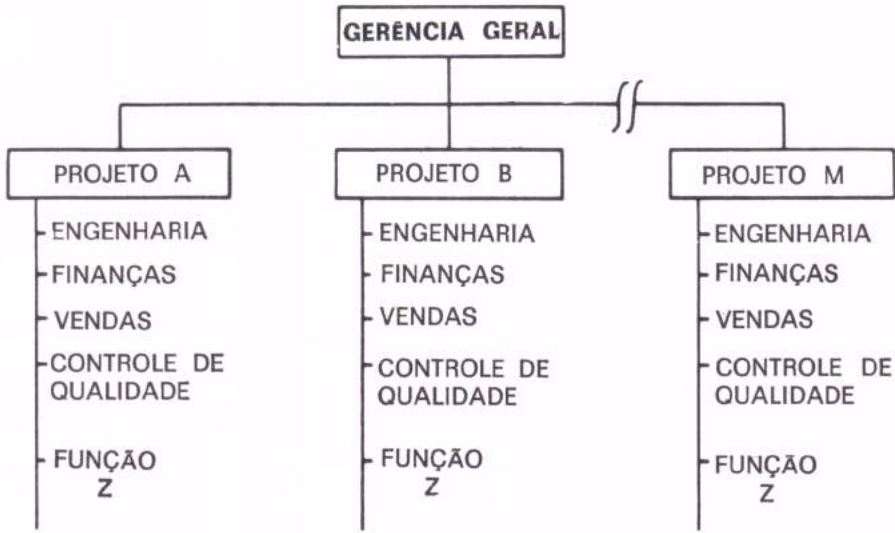 GERÊNCIA GERAL
PROJETO A
ENGENHARIA
FINANÇAS
VENDAS
CONTROLE DE
QUALIDADE
FUNÇÃO
Z
PROJETO B
ENGENHARIA
FINANÇAS
VENDAS
CONTROLE DE
QUALIDADE
FUNÇÃO
Z
PROJETO M
ENGENHARIA
FINANÇAS
VENDAS
CONTROLE DE
QUALIDADE
FUNÇÃO
Z